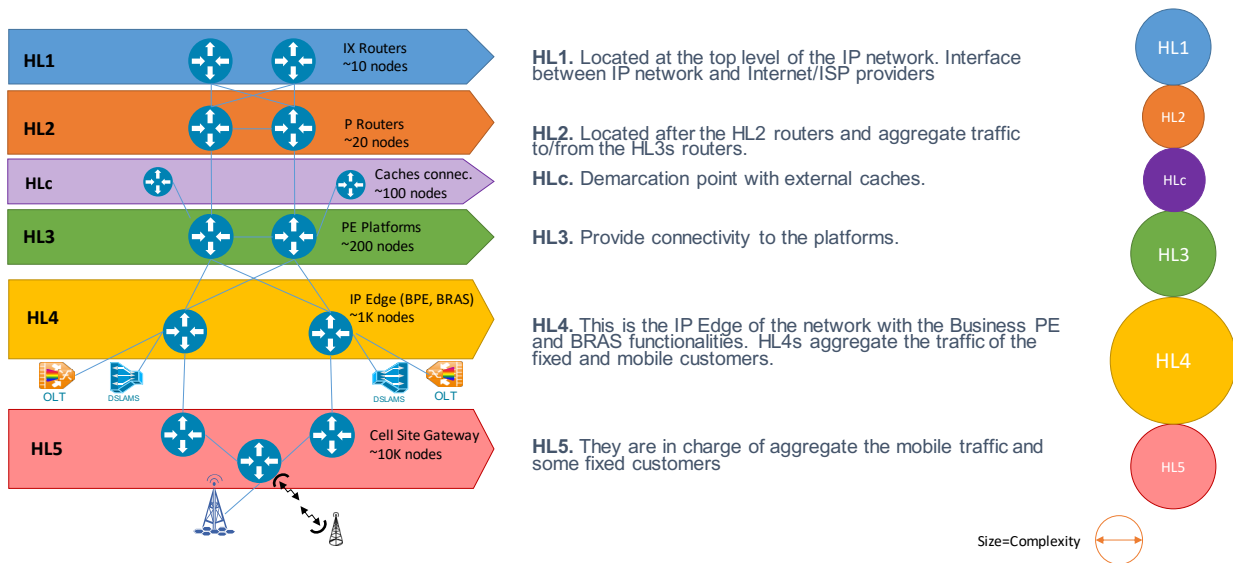 HL1
IX Routers
~10 nodes
HL1. Located at the top level of the IP network. Interface
between IP network and Internet/ISP providers
HL1
HL2
P Routers
~20 nodes
HL2. Located after the HL2 routers and aggregate traffic
to/from the HL3s routers.
HL2
HLc
Caches connec.
~100 nodes
HLc. Demarcation point with external caches.
HLc
HL3
PE Platforms
~200 nodes
HL3. Provide connectivity to the platforms.
HL3
HL4
IP Edge (BPE, BRAS)
~1K nodes
HL4. This is the IP Edge of the network with the Business PE
and BRAS functionalities. HL4s aggregate the traffic of the
fixed and mobile customers.
HL4
OLT
DSLAMS
DSLAMS
OLT
HL5
Cell Site Gateway
~10K nodes
HL5. They are in charge of aggregate the mobile traffic and
some fixed customers
HL5
Size=Complexity